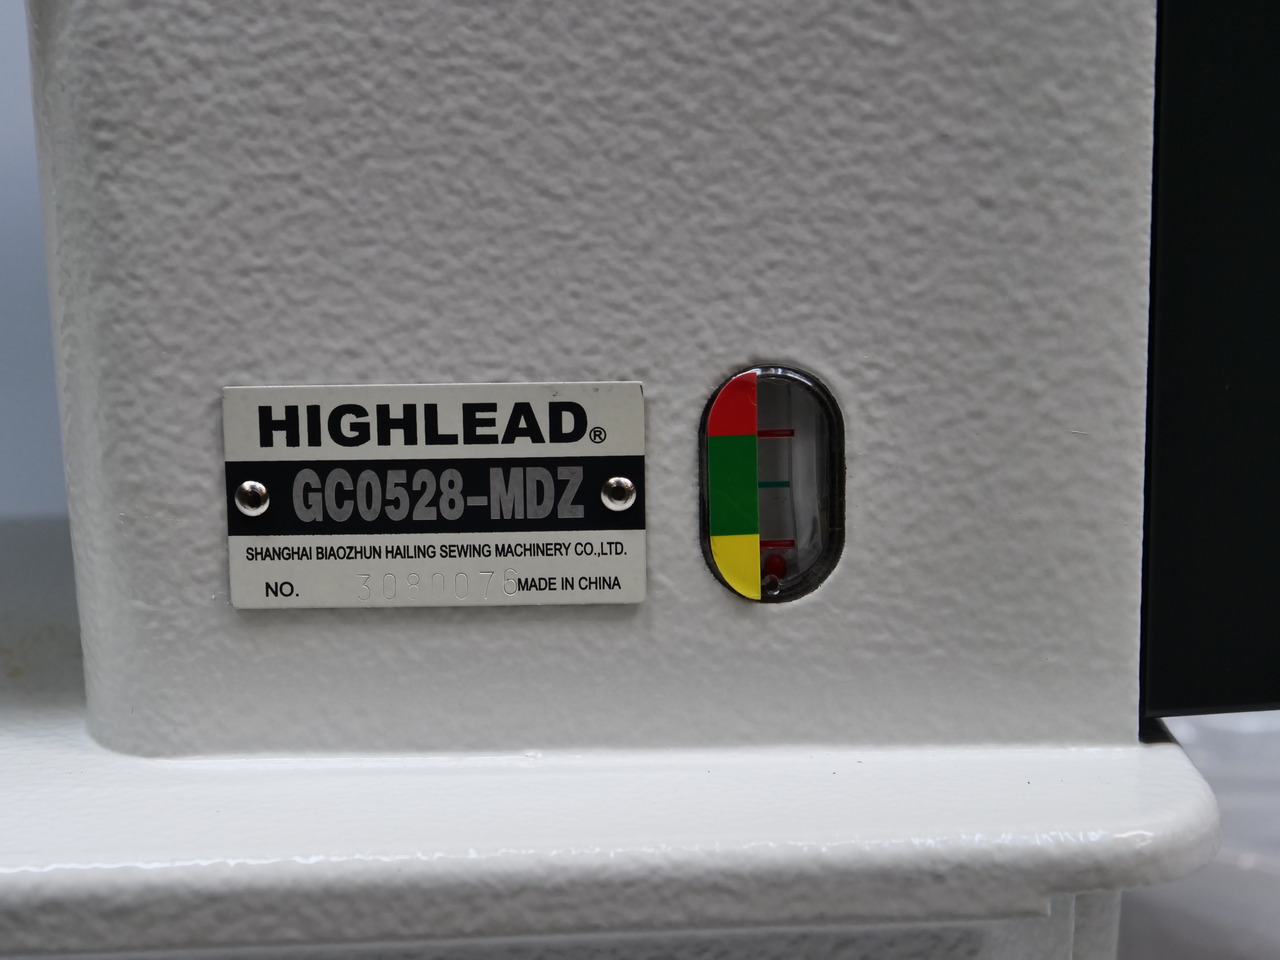 HIGHLEAD®
GC0528-MDZ
SHANGHAI BIAOZHUN HAILING SEWING MACHINERY CO.,LTD.
NO. 3080076 MADE IN CHINA